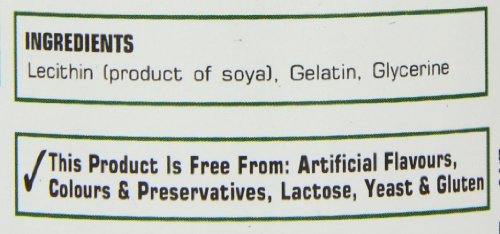 INGREDIENTS
Lecithin (product of soya), Gelatin, Glycerine
This Product Is Free From: Artificial Flavours,
Colours & Preservatives, Lactose, Yeast & Gluten